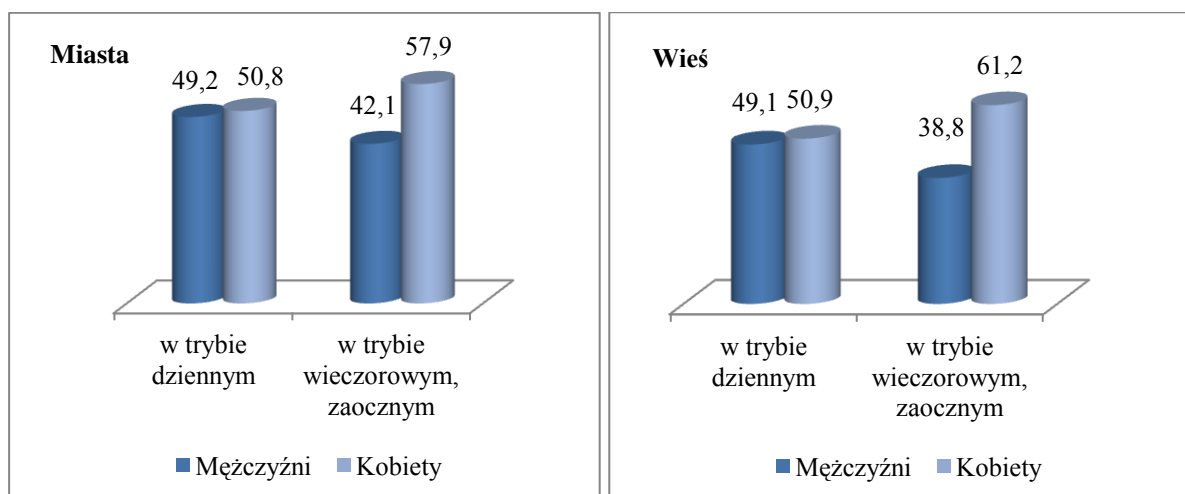 Miasta
49,2
50,8
42,1
57,9
w trybie
dziennym
w trybie
wieczorowym,
zaocznym
Mężczyźni
Kobiety
Wieś
49,1
50,9
38,8
61,2
w trybie
dziennym
w trybie
wieczorowym,
zaocznym
Mężczyźni
Kobiety